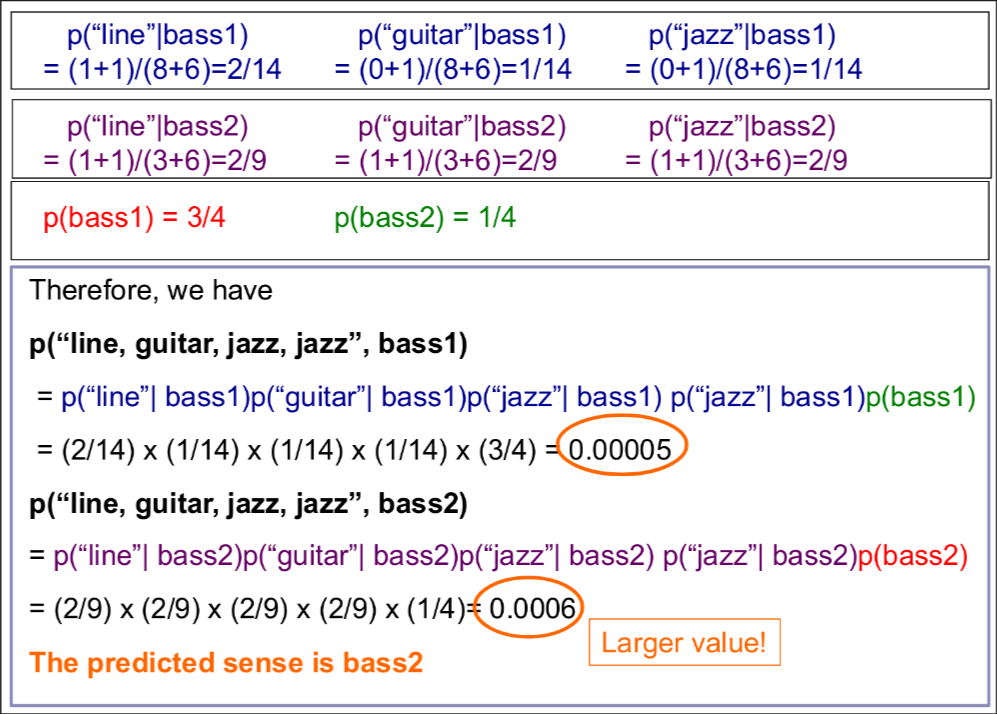 p(“line”|bass1) p(“guitar”|bass1) p(“jazz”|bass1)
= (1+1)/(8+6)=2/14 = (0+1)/(8+6)=1/14 = (0+1)/(8+6)=1/14
p(“line”|bass2) p(“guitar”|bass2) p(“jazz”|bass2)
= (1+1)/(3+6)=2/9 = (1+1)/(3+6)=2/9 = (1+1)/(3+6)=2/9
p(bass1) = 3/4 p(bass2) = 1/4
Therefore, we have
p(“line, guitar, jazz, jazz”, bass1)
= p(“line”| bass1)p(“guitar”| bass1)p(“jazz”| bass1) p(“jazz”| bass1)p(bass1)
= (2/14) x (1/14) x (1/14) x (1/14) x (3/4) = 0.00005
p(“line, guitar, jazz, jazz”, bass2)
= p(“line”| bass2)p(“guitar”| bass2)p(“jazz”| bass2) p(“jazz”| bass2)p(bass2)
= (2/9) x (2/9) x (2/9) x (2/9) x (1/4)= 0.0006
Larger value!
The predicted sense is bass2